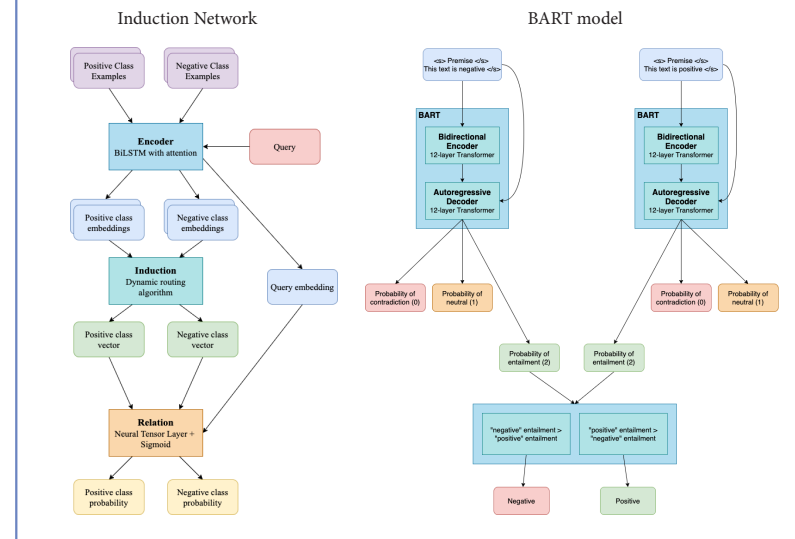 Induction Network
Positive Class
Examples
Negative Class
Examples
Encoder
BiLSTM with attention
Query
Positive class
embeddings
Negative class
embeddings
Induction
Dynamic routing
algorithm
Query embedding
Positive class
vector
Negative class
vector
Relation
Neural Tensor Layer +
Sigmoid
Positive class
probability
Negative class
probability
BART model
<s> Premise </s>
This text is negative </s>
BART
Bidirectional
Encoder
12-layer Transformer
Autoregressive
Decoder
12-layer Transformer
Probability of
contradiction (0)
Probability of
neutral (1)
Probability of
entailment (2)
<s> Premise </s>
This text is positive </s>
BART
Bidirectional
Encoder
12-layer Transformer
Autoregressive
Decoder
12-layer Transformer
Probability of
contradiction (0)
Probability of
neutral (1)
Probability of
entailment (2)
"negative" entailment >
"positive" entailment
"positive" entailment >
"negative" entailment
Negative
Positive